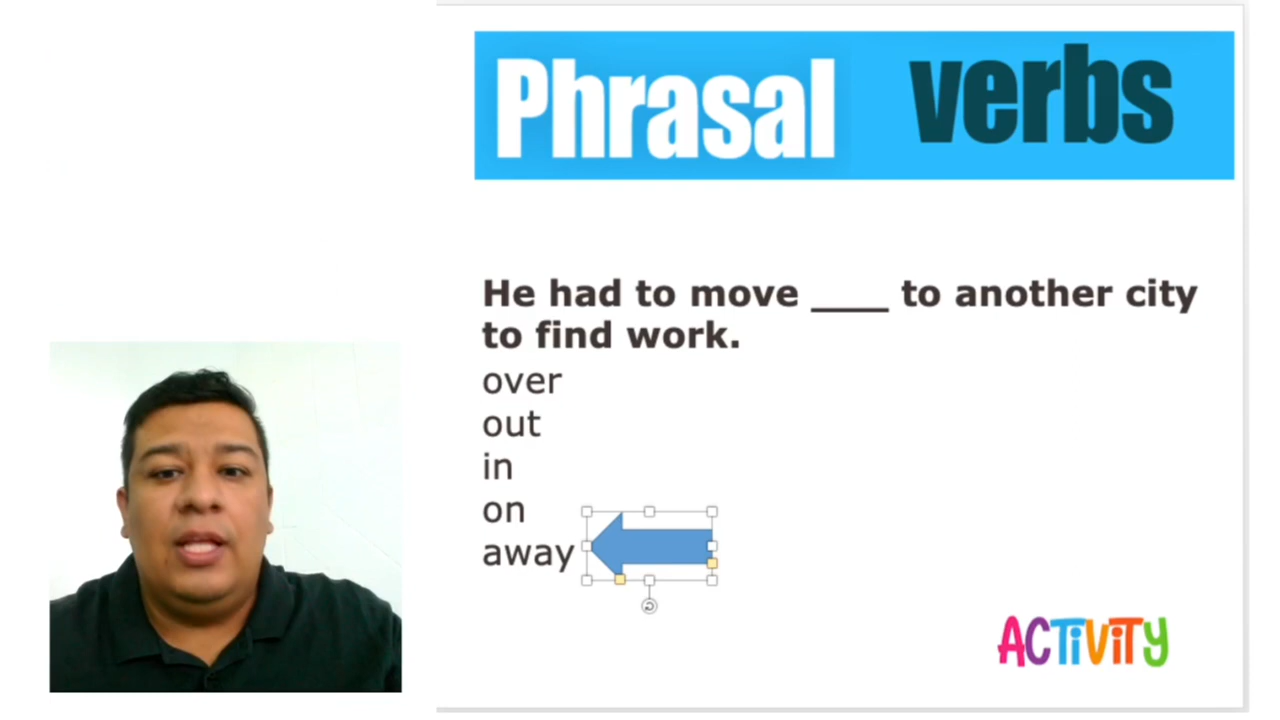 Phrasal verbs
He had to move ____ to another city
to find work.
over
out
in
on
away
ACTiViTY